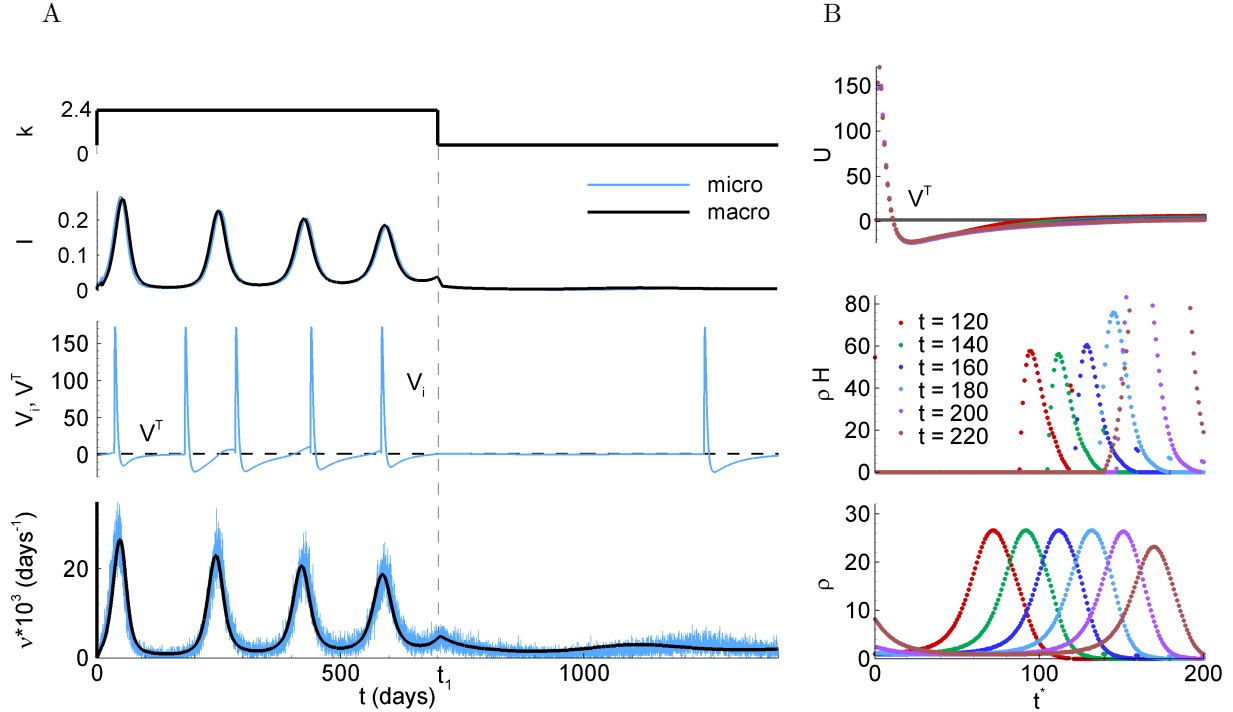 A
B
2.4
k
0
micro
macro
0.2
I
0.1
0
150
100
50
0
V_i, V^T
V^T
V_i
20
0
ν*10^3 (days^-1)
0
500
t_1
1000
t (days)
150
100
50
0
U
V^T
80
60
40
20
0
ρ H
t = 120
t = 140
t = 160
t = 180
t = 200
t = 220
30
20
10
0
ρ
0
100
200
t^*